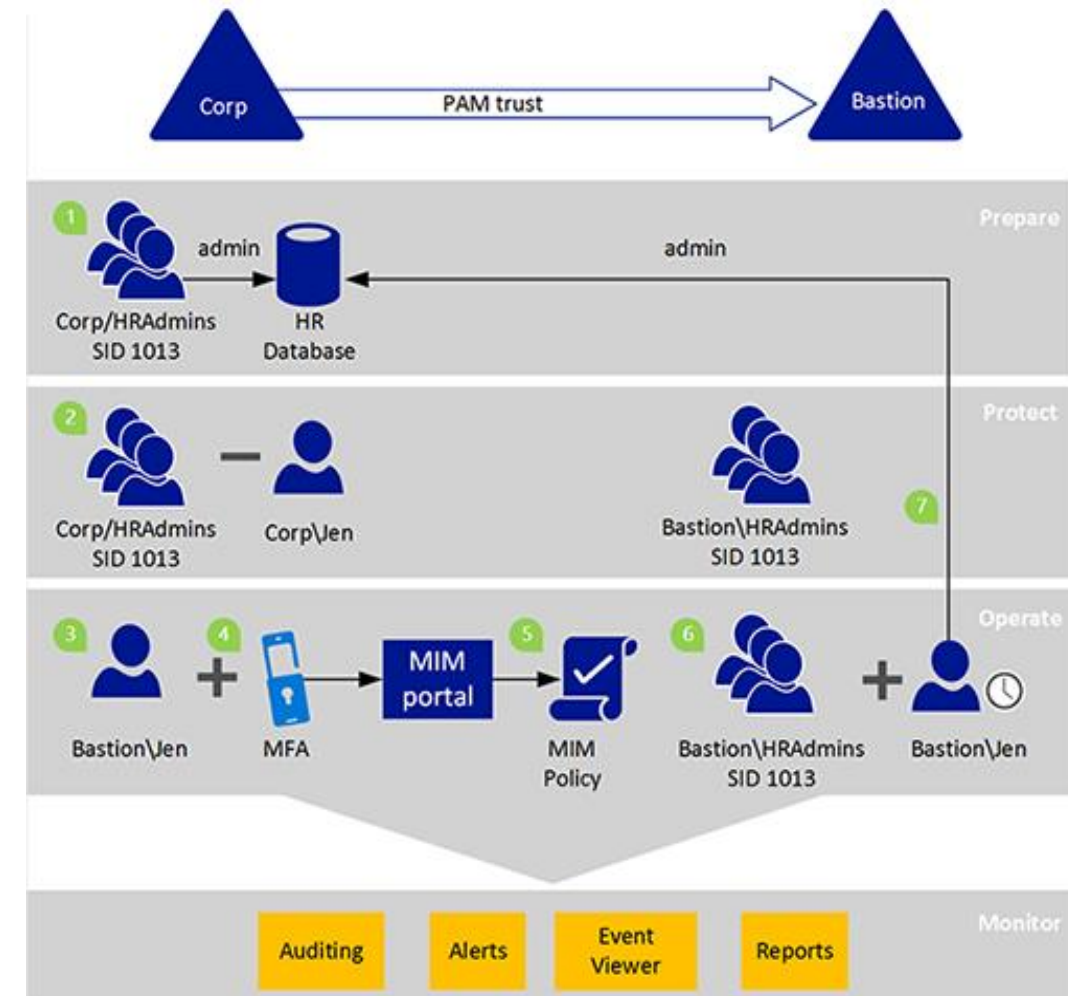 Corp
PAM trust
Bastion
Prepare
1
admin
admin
Corp/HRAdmins
SID 1013
HR
Database
Protect
2
Corp/HRAdmins
SID 1013
Corp\Jen
Bastion\HRAdmins
SID 1013
7
Operate
3
4
5
6
MIM
portal
Bastion\Jen
MFA
MIM
Policy
Bastion\HRAdmins
SID 1013
Bastion\Jen
Monitor
Auditing
Alerts
Event
Viewer
Reports